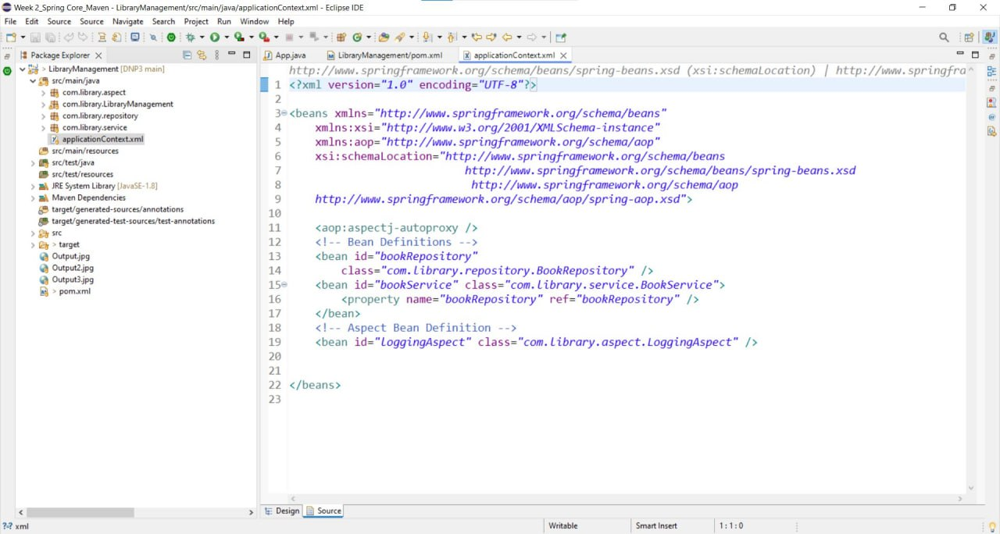 Week 2_Spring Core_Maven - LibraryManagement/src/main/java/applicationContext.xml - Eclipse IDE
File Edit Source Source Navigate Search Project Run Window Help
Package Explorer
LibraryManagement [DNP3 main]
src/main/java
com.library.aspect
com.library.LibraryManagement
com.library.repository
com.library.service
applicationContext.xml
src/main/resources
src/test/java
src/test/resources
JRE System Library [JavaSE-1.8]
Maven Dependencies
target/generated-sources/annotations
target/generated-test-sources/test-annotations
src
target
Output.jpg
Output2.jpg
Output3.jpg
pom.xml
App.java LibraryManagement/pom.xml applicationContext.xml
http://www.springframework.org/schema/beans/spring-beans.xsd (xsi:schemaLocation) | http://www.springfra
1 <?xml version="1.0" encoding="UTF-8"?>
2
3 <beans xmlns="http://www.springframework.org/schema/beans"
4 xmlns:xsi="http://www.w3.org/2001/XMLSchema-instance"
5 xmlns:aop="http://www.springframework.org/schema/aop"
6 xsi:schemaLocation="http://www.springframework.org/schema/beans
7 http://www.springframework.org/schema/beans/spring-beans.xsd
8 http://www.springframework.org/schema/aop
9 http://www.springframework.org/schema/aop/spring-aop.xsd">
10
11 <aop:aspectj-autoproxy />
12 <!-- Bean Definitions -->
13 <bean id="bookRepository"
14 class="com.library.repository.BookRepository" />
15 <bean id="bookService" class="com.library.service.BookService">
16 <property name="bookRepository" ref="bookRepository" />
17 </bean>
18 <!-- Aspect Bean Definition -->
19 <bean id="loggingAspect" class="com.library.aspect.LoggingAspect" />
20
21
22 </beans>
23
Design Source
xml Writable Smart Insert 1:1:0